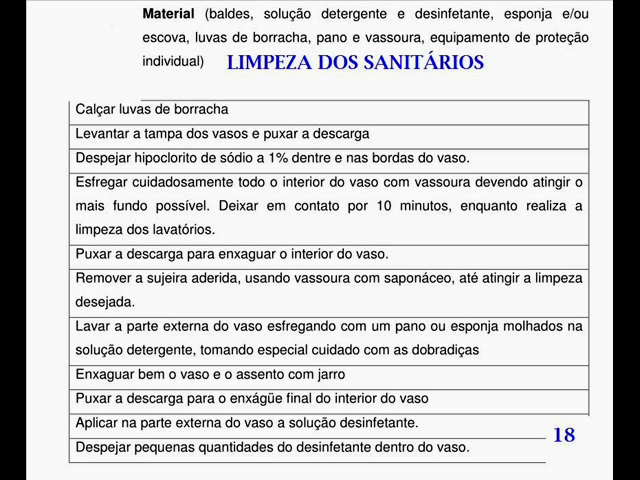 Material (baldes, solução detergente e desinfetante, esponja e/ou
escova, luvas de borracha, pano e vassoura, equipamento de proteção
individual) LIMPEZA DOS SANITÁRIOS
Calçar luvas de borracha
Levantar a tampa dos vasos e puxar a descarga
Despejar hipoclorito de sódio a 1% dentre e nas bordas do vaso.
Esfregar cuidadosamente todo o interior do vaso com vassoura devendo atingir o
mais fundo possível. Deixar em contato por 10 minutos, enquanto realiza a
limpeza dos lavatórios.
Puxar a descarga para enxaguar o interior do vaso.
Remover a sujeira aderida, usando vassoura com saponáceo, até atingir a limpeza
desejada.
Lavar a parte externa do vaso esfregando com um pano ou esponja molhados na
solução detergente, tomando especial cuidado com as dobradiças
Enxaguar bem o vaso e o assento com jarro
Puxar a descarga para o enxágüe final do interior do vaso
Aplicar na parte externa do vaso a solução desinfetante.
Despejar pequenas quantidades do desinfetante dentro do vaso.
18